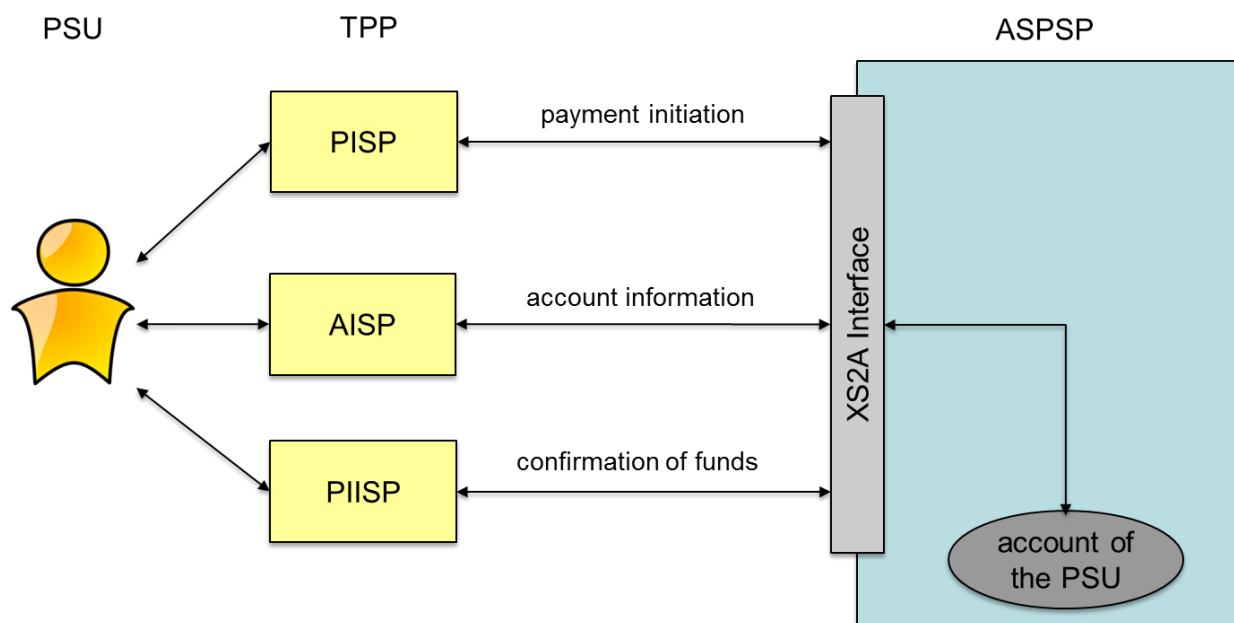 PSU
TPP
ASPSP
PISP
payment initiation
AISP
account information
XS2A Interface
PIISP
confirmation of funds
account of
the PSU